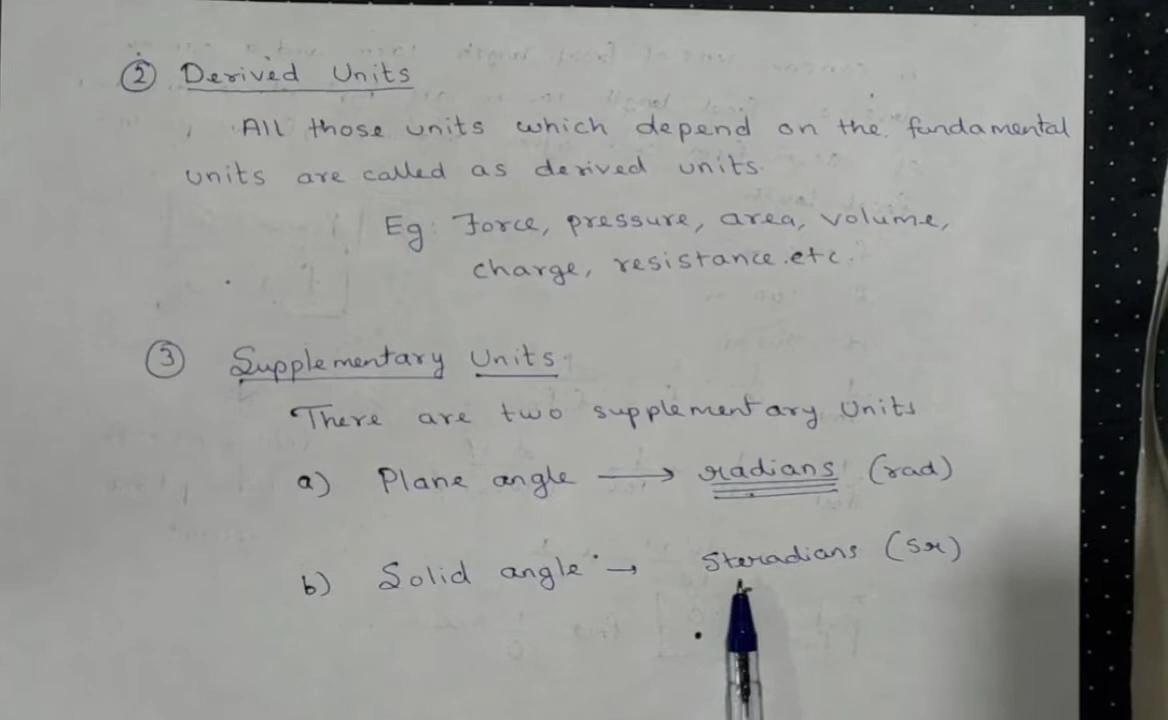 ② Derived Units
All those units which depend on the fundamental
units are called as derived units.
Eg: Force, pressure, area, volume,
charge, resistance.etc.
③ Supplementary Units
There are two supplementary Units
a) Plane angle → radians (rad)
b) Solid angle → Steradians (Sr)